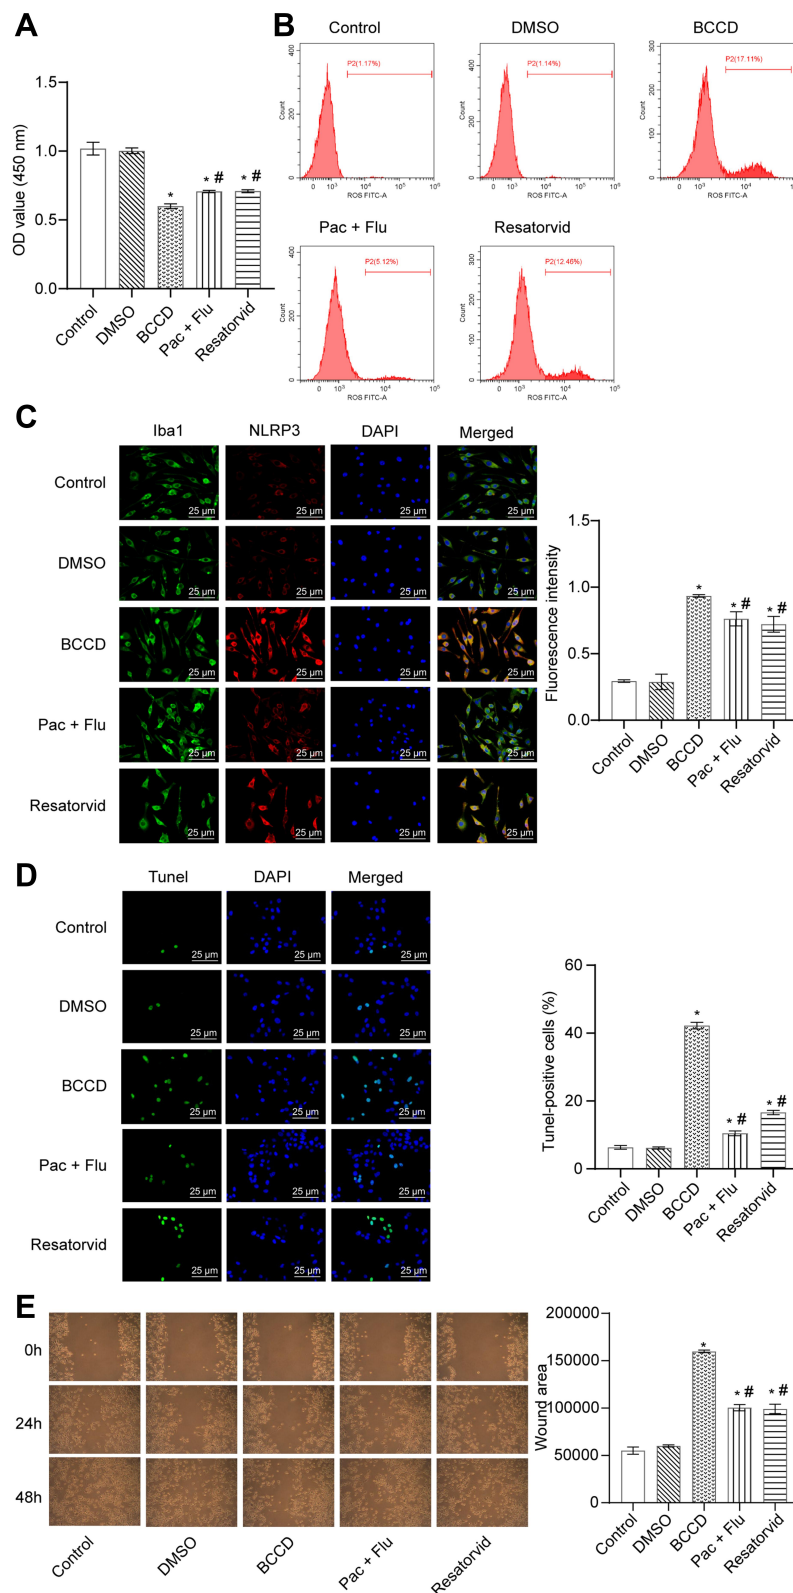 A
OD value (450 nm)
1.5
1.0
0.5
0.0
*
* #
* #
Control
DMSO
BCCD
Pac + Flu
Resatorvid
B
Control
P2(1.17%)
Count
400
200
0
0 10³ 10⁴ 10⁵ 10⁶
ROS FITC-A
DMSO
P2(1.14%)
Count
400
200
0
0 10³ 10⁴ 10⁵ 10⁶
ROS FITC-A
BCCD
P2(17.11%)
Count
300
200
100
0
0 10³ 10⁴ 10⁵
ROS FITC-A
Pac + Flu
P2(5.12%)
Count
400
200
0
0 10³ 10⁴ 10⁵
ROS FITC-A
Resatorvid
P2(12.46%)
Count
300
200
100
0
0 10³ 10⁴ 10⁵
ROS FITC-A
C
Iba1 NLRP3 DAPI Merged
Control
25 µm 25 µm 25 µm 25 µm
DMSO
25 µm 25 µm 25 µm 25 µm
BCCD
25 µm 25 µm 25 µm 25 µm
Pac + Flu
25 µm 25 µm 25 µm 25 µm
Resatorvid
25 µm 25 µm 25 µm 25 µm
Fluorescence intensity
1.5
1.0
0.5
0.0
*
* #
* #
Control
DMSO
BCCD
Pac + Flu
Resatorvid
D
Tunel DAPI Merged
Control
25 µm 25 µm 25 µm
DMSO
25 µm 25 µm 25 µm
BCCD
25 µm 25 µm 25 µm
Pac + Flu
25 µm 25 µm 25 µm
Resatorvid
25 µm 25 µm 25 µm
Tunel-positive cells (%)
60
40
20
0
*
* #
* #
Control
DMSO
BCCD
Pac + Flu
Resatorvid
E
0h
24h
48h
Control
DMSO
BCCD
Pac + Flu
Resatorvid
Wound area
200000
150000
100000
50000
0
*
* #
* #
Control
DMSO
BCCD
Pac + Flu
Resatorvid